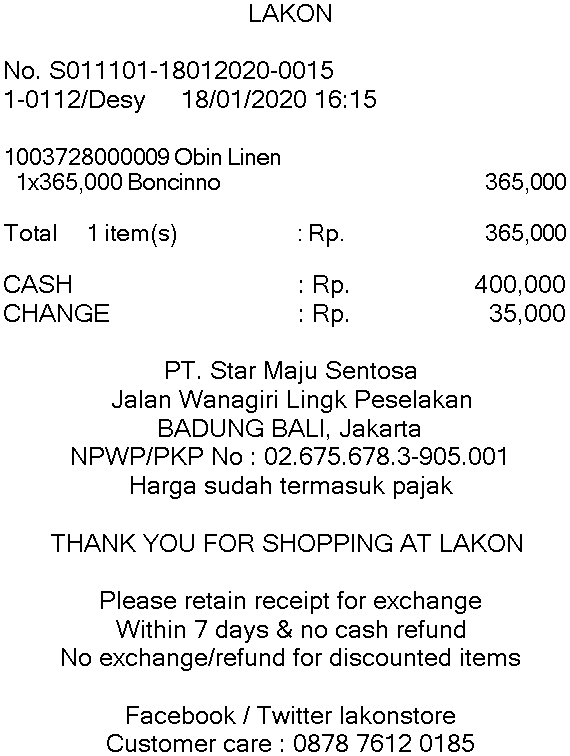 LAKON
No. S011101-18012020-0015
1-0112/Desy 18/01/2020 16:15
1003728000009 Obin Linen
1x365,000 Boncinno 365,000
Total 1 item(s) : Rp. 365,000
CASH : Rp. 400,000
CHANGE : Rp. 35,000
PT. Star Maju Sentosa
Jalan Wanagiri Lingk Peselakan
BADUNG BALI, Jakarta
NPWP/PKP No : 02.675.678.3-905.001
Harga sudah termasuk pajak
THANK YOU FOR SHOPPING AT LAKON
Please retain receipt for exchange
Within 7 days & no cash refund
No exchange/refund for discounted items
Facebook / Twitter lakonstore
Customer care : 0878 7612 0185